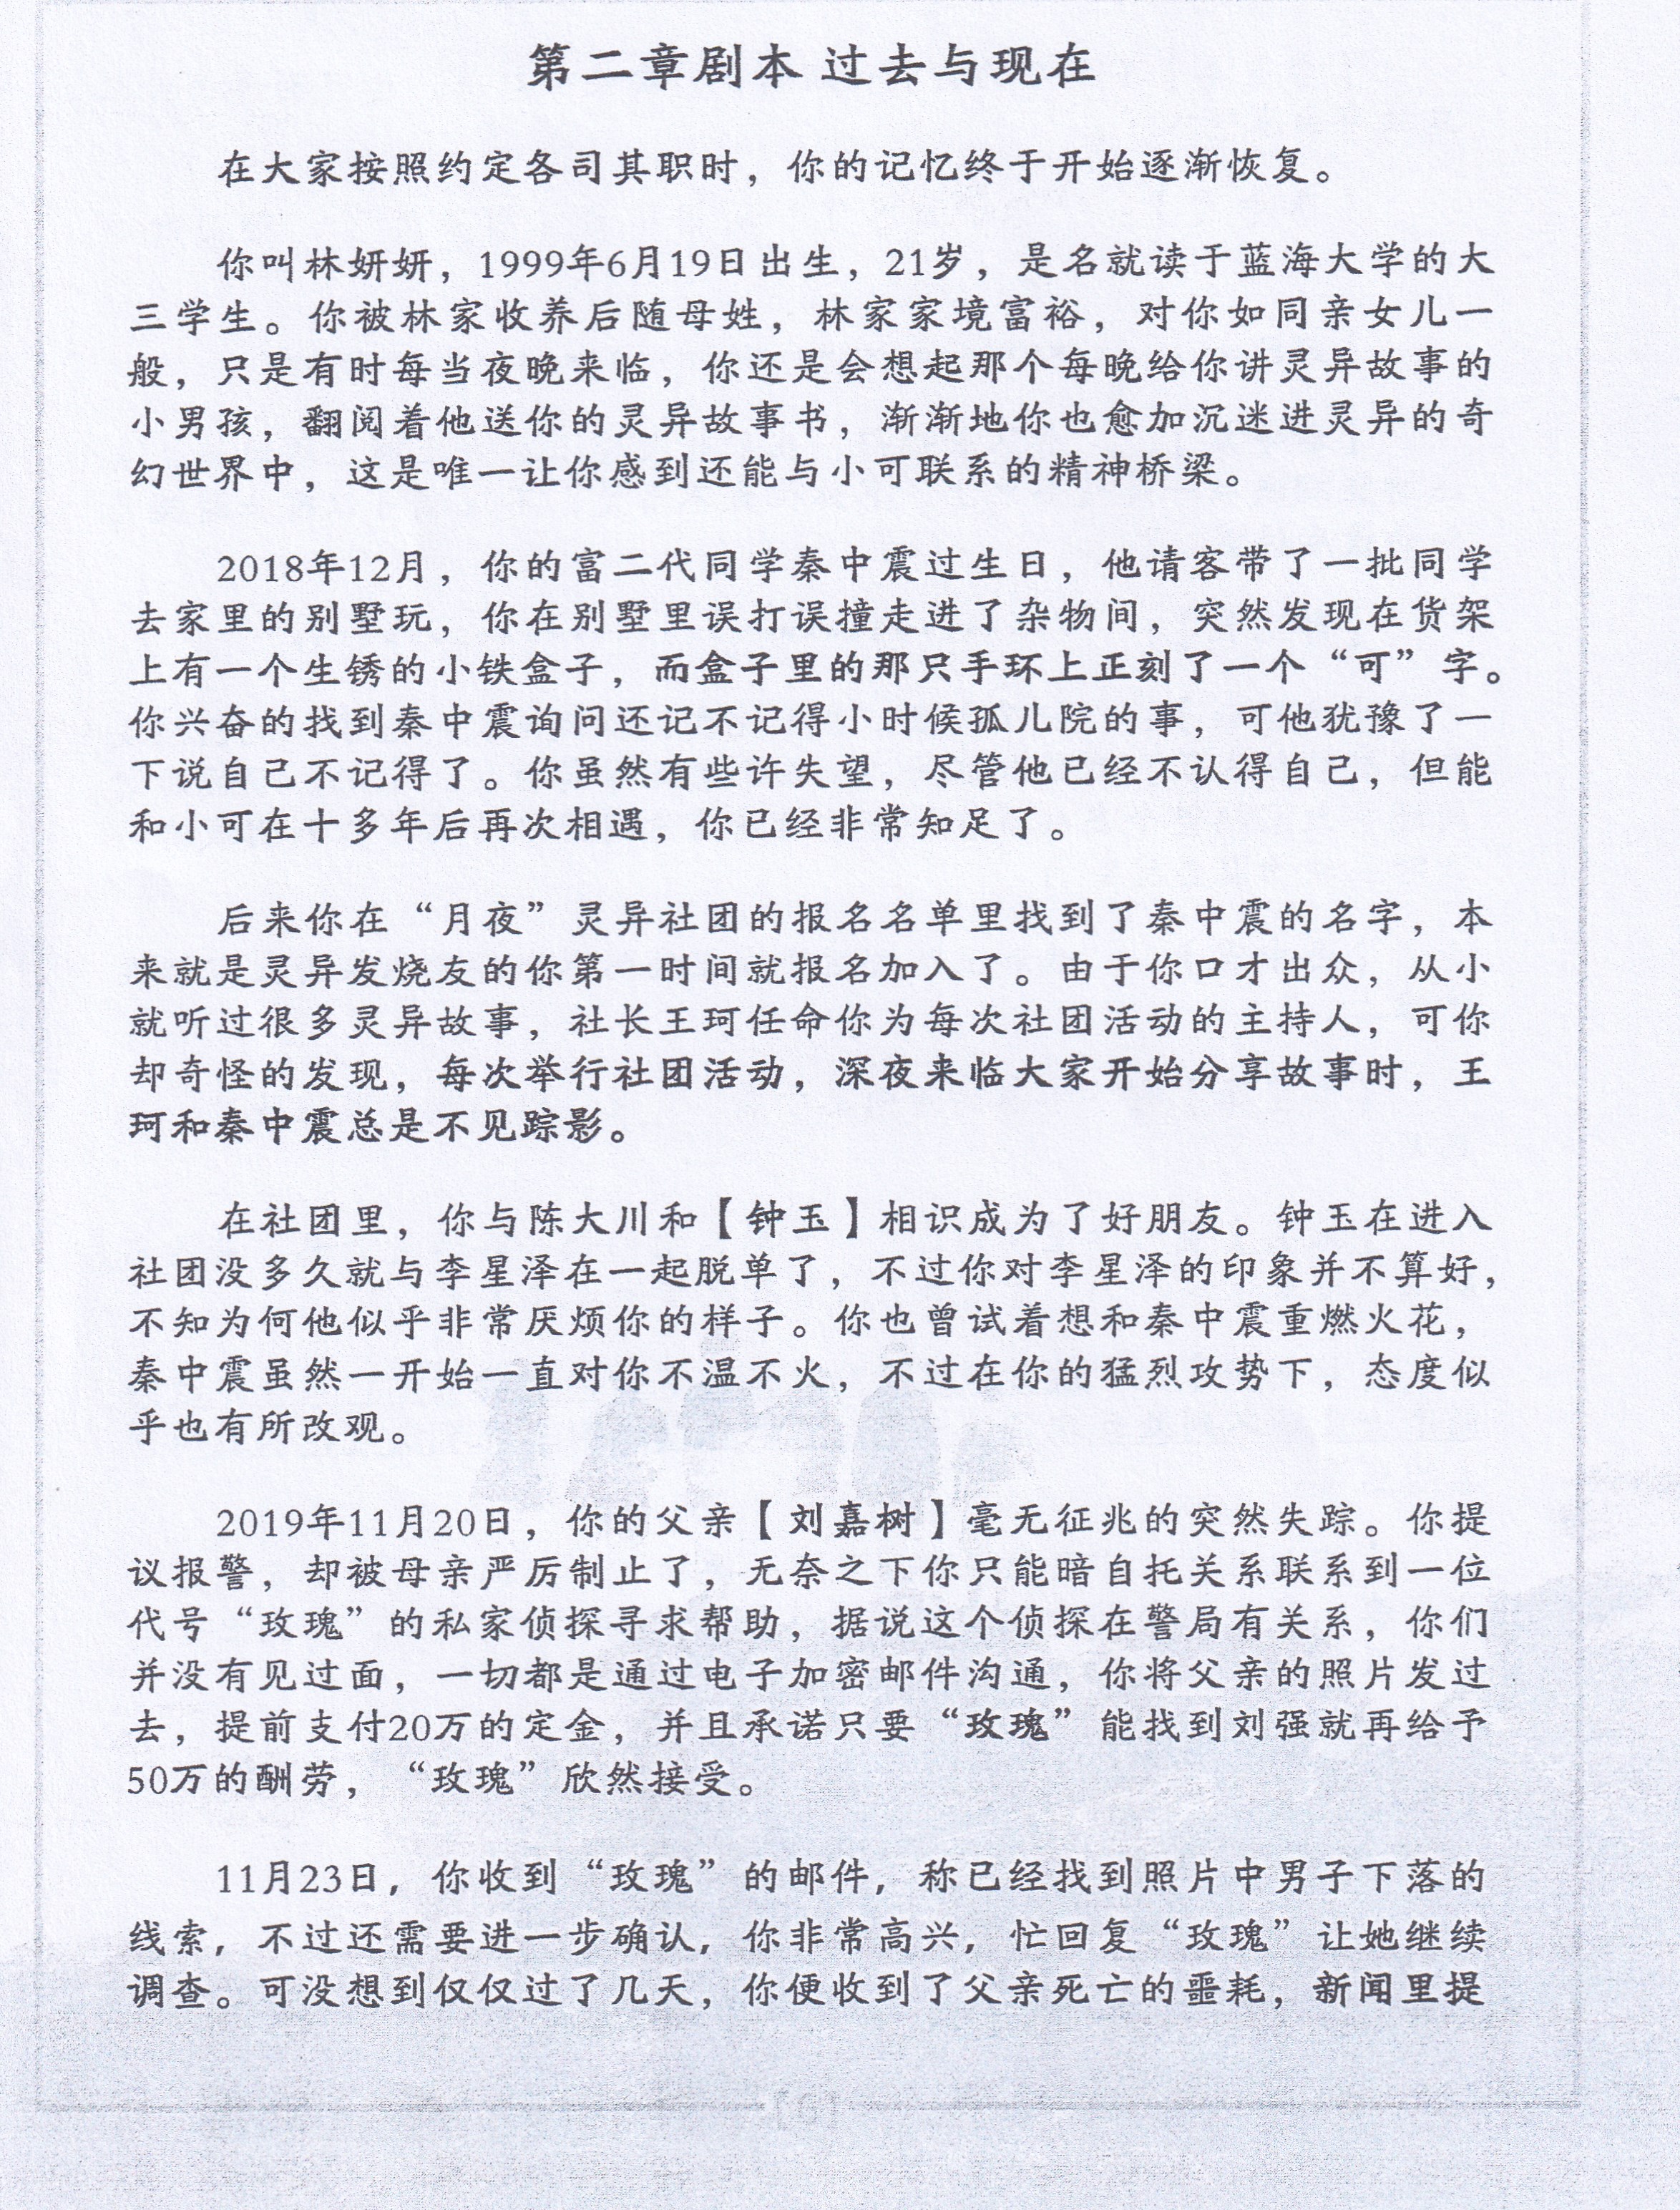 第二章剧本 过去与现在
在大家按照约定各司其职时，你的记忆终于开始逐渐恢复。
你叫林妍妍，1999年6月19日出生，21岁，是名就读于蓝海大学的大
三学生。你被林家收养后随母姓，林家家境富裕，对你如同亲女儿一
般，只是有时每当夜晚来临，你还是会想起那个每晚给你讲灵异故事的
小男孩，翻阅着他送你的灵异故事书，渐渐地你也愈加沉迷进灵异的奇
幻世界中，这是唯一让你感到还能与小可联系的精神桥梁。
2018年12月，你的富二代同学秦中震过生日，他请客带了一批同学
去家里的别墅玩，你在别墅里误打误撞走进了杂物间，突然发现在货架
上有一个生锈的小铁盒子，而盒子里的那只手环上正刻了一个“可”字。
你兴奋的找到秦中震询问还记不记得小时候孤儿院的事，可他犹豫了一
下说自己不记得了。你虽然有些许失望，尽管他已经不认得自己，但能
和小可在十多年后再次相遇，你已经非常知足了。
后来你在“月夜”灵异社团的报名名单里找到了秦中震的名字，本
来就是灵异发烧友的你第一时间就报名加入了。由于你口才出众，从小
就听过很多灵异故事，社长王珂任命你为每次社团活动的主持人，可你
却奇怪的发现，每次举行社团活动，深夜来临大家开始分享故事时，王
珂和秦中震总是不见踪影。
在社团里，你与陈大川和【钟玉】相识成为了好朋友。钟玉在进入
社团没多久就与李星泽在一起脱单了，不过你对李星泽的印象并不算好，
不知为何他似乎非常厌烦你的样子。你也曾试着想和秦中震重燃火花，
秦中震虽然一开始一直对你不温不火，不过在你的猛烈攻势下，态度似
乎也有所改观。
2019年11月20日，你的父亲【刘嘉树】毫无征兆的突然失踪。你提
议报警，却被母亲严厉制止了，无奈之下你只能暗自托关系联系到一位
代号“玫瑰”的私家侦探寻求帮助，据说这个侦探在警局有关系，你们
并没有见过面，一切都是通过电子加密邮件沟通，你将父亲的照片发过
去，提前支付20万的定金，并且承诺只要“玫瑰”能找到刘强就再给予
50万的酬劳，“玫瑰”欣然接受。
11月23日，你收到“玫瑰”的邮件，称已经找到照片中男子下落的
线索，不过还需要进一步确认，你非常高兴，忙回复“玫瑰”让她继续
调查。可没想到仅仅过了几天，你便收到了父亲死亡的噩耗，新闻里提